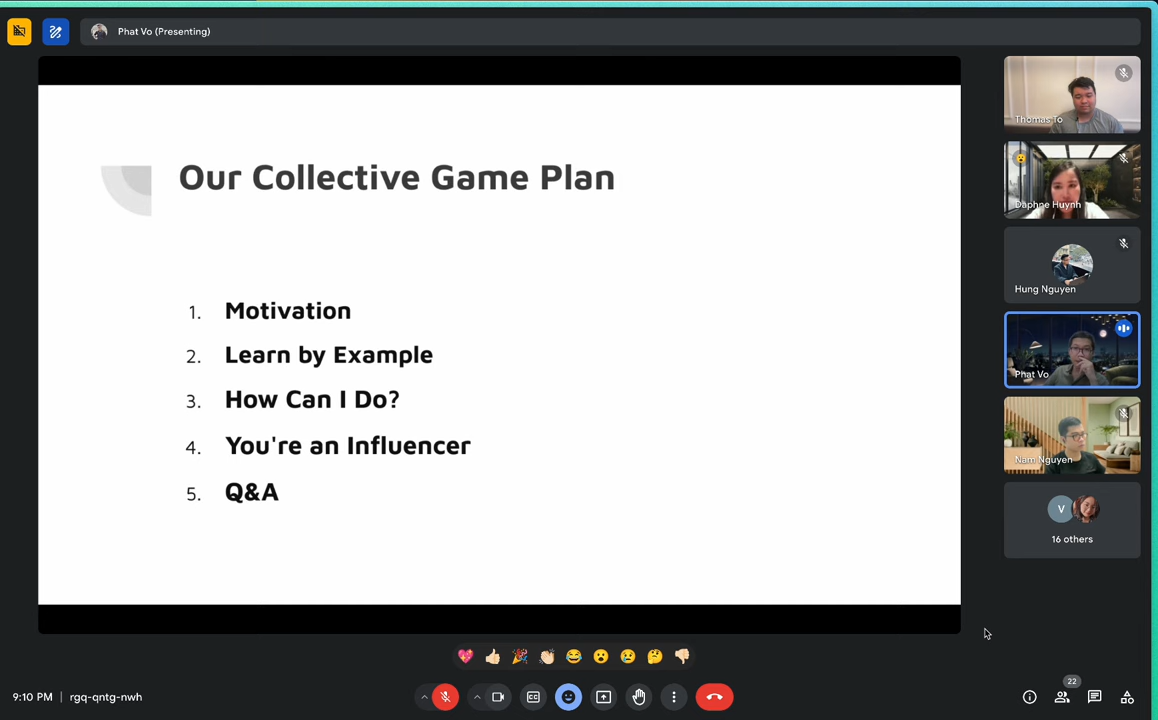 Phat Vo (Presenting)
Our Collective Game Plan
1. Motivation
2. Learn by Example
3. How Can I Do?
4. You're an Influencer
5. Q&A
Thomas To
Daphne Huynh
Hung Nguyen
Phat Vo
Nam Nguyen
V
16 others
9:10 PM | rgq-qntg-nwh
22